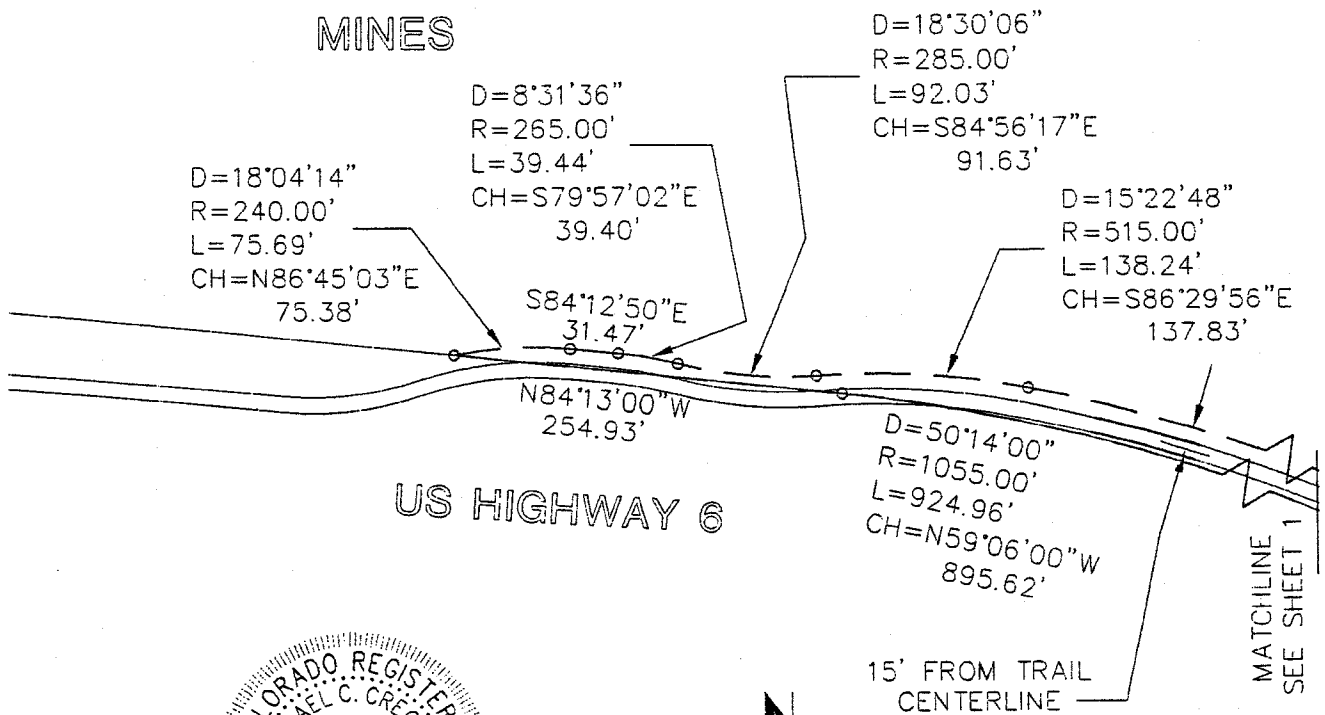 MINES
D=18°30'06"
R=285.00'
L=92.03'
CH=S84°56'17"E
91.63'
D=8°31'36"
R=265.00'
L=39.44'
CH=S79°57'02"E
39.40'
D=18°04'14"
R=240.00'
L=75.69'
CH=N86°45'03"E
75.38'
D=15°22'48"
R=515.00'
L=138.24'
CH=S86°29'56"E
137.83'
S84°12'50"E
31.47'
N84°13'00"W
254.93'
D=50°14'00"
R=1055.00'
L=924.96'
CH=N59°06'00"W
895.62'
US HIGHWAY 6
MATCHLINE
SEE SHEET 1
15' FROM TRAIL
CENTERLINE
ORADO REGISTER
AEL C. CREG